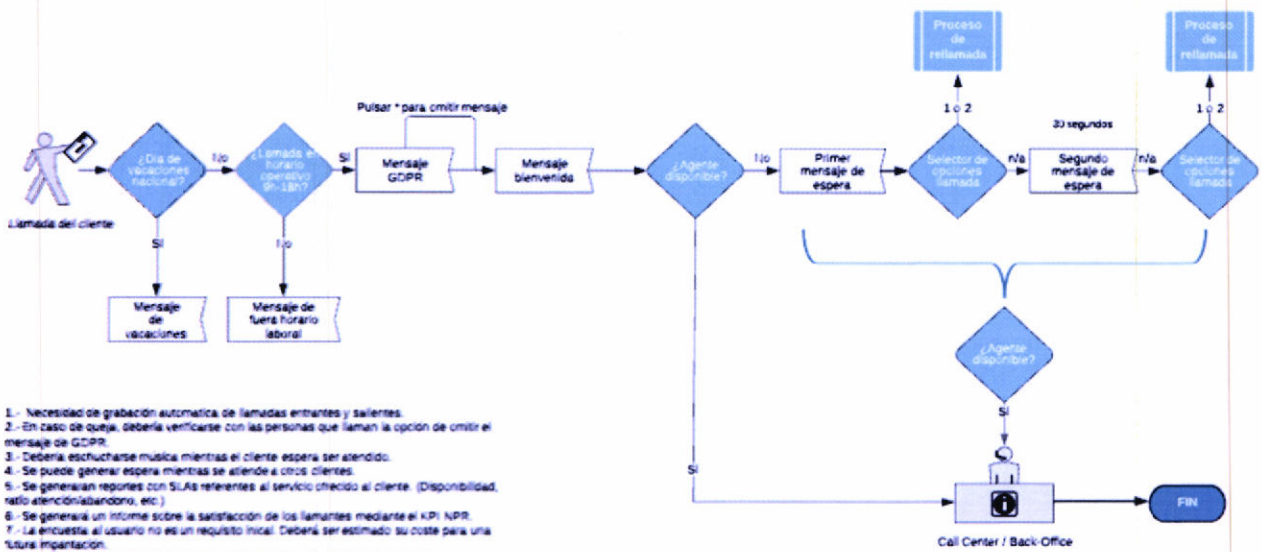 Proceso
de
rellamada
Proceso
de
rellamada
1 o 2
1 o 2
Pulsar * para omitir mensaje
30 segundos
¿Día de
vacaciones
nacional?
No
¿Llamada en
horario
operativo
9h-18h?
SI
Mensaje
GDPR
Mensaje
bienvenida
¿Agente
disponible?
No
Primer
mensaje de
espera
Selector de
opciones
llamada
n/a
Segundo
mensaje de
espera
n/a
Selector de
opciones
llamada
Llamada del cliente
SI
No
Mensaje
de
vacaciones
Mensaje de
fuera horario
laboral
¿Agente
disponible?
SI
SI
1.- Necesidad de grabación automatica de llamadas entrantes y salientes.
2.- En caso de queja, debería verificarse con las personas que llaman la opción de omitir el
mensaje de GDPR.
3.- Debería eschucharse música mientras el cliente espera ser atendido.
4.- Se puede generar espera mientras se atiende a otros clientes.
5.- Se generaran reportes con SLAs referentes al servicio ofrecido al cliente. (Disponibilidad,
ratio atención/abandono, etc.)
6.- Se generará un informe sobre la satisfacción de los llamantes mediante el KPI NPR.
7.- La encuesta al usuario no es un requisito inical. Deberá ser estimado su coste para una
futura impantación.
FIN
Call Center / Back-Office